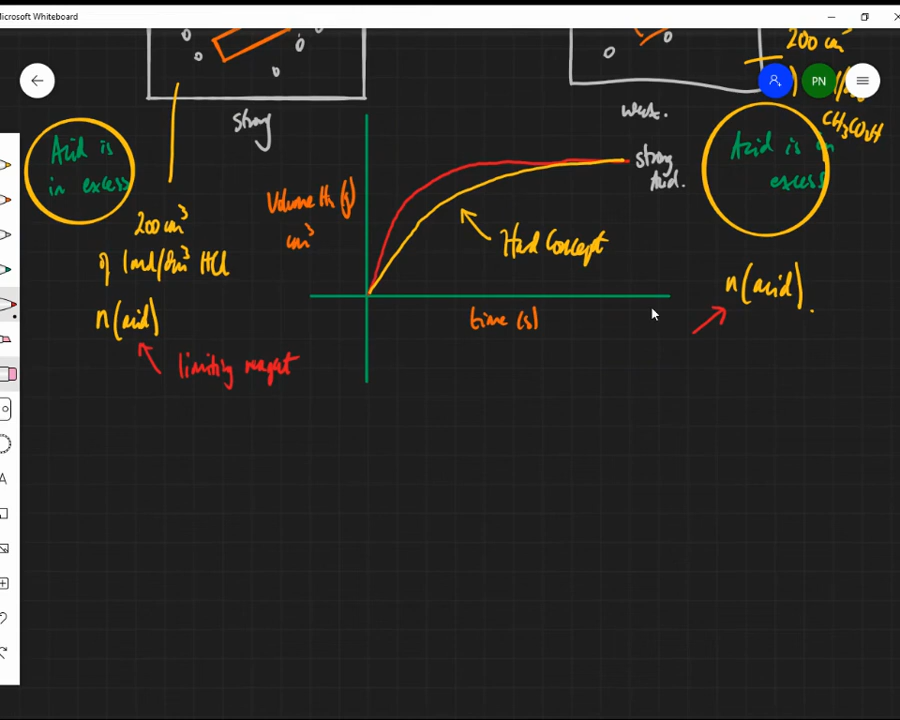 Microsoft Whiteboard
200 cm³
PN
strong
weak.
CH₃CO₂H
Acid is
in excess
Acid is in
excess
strong
Acid.
Volume H₂ (g)
cm³
200 cm³
of 1 mol/dm³ HCl
Hard Concept
n(acid)
n(acid).
time (s)
limiting reagent